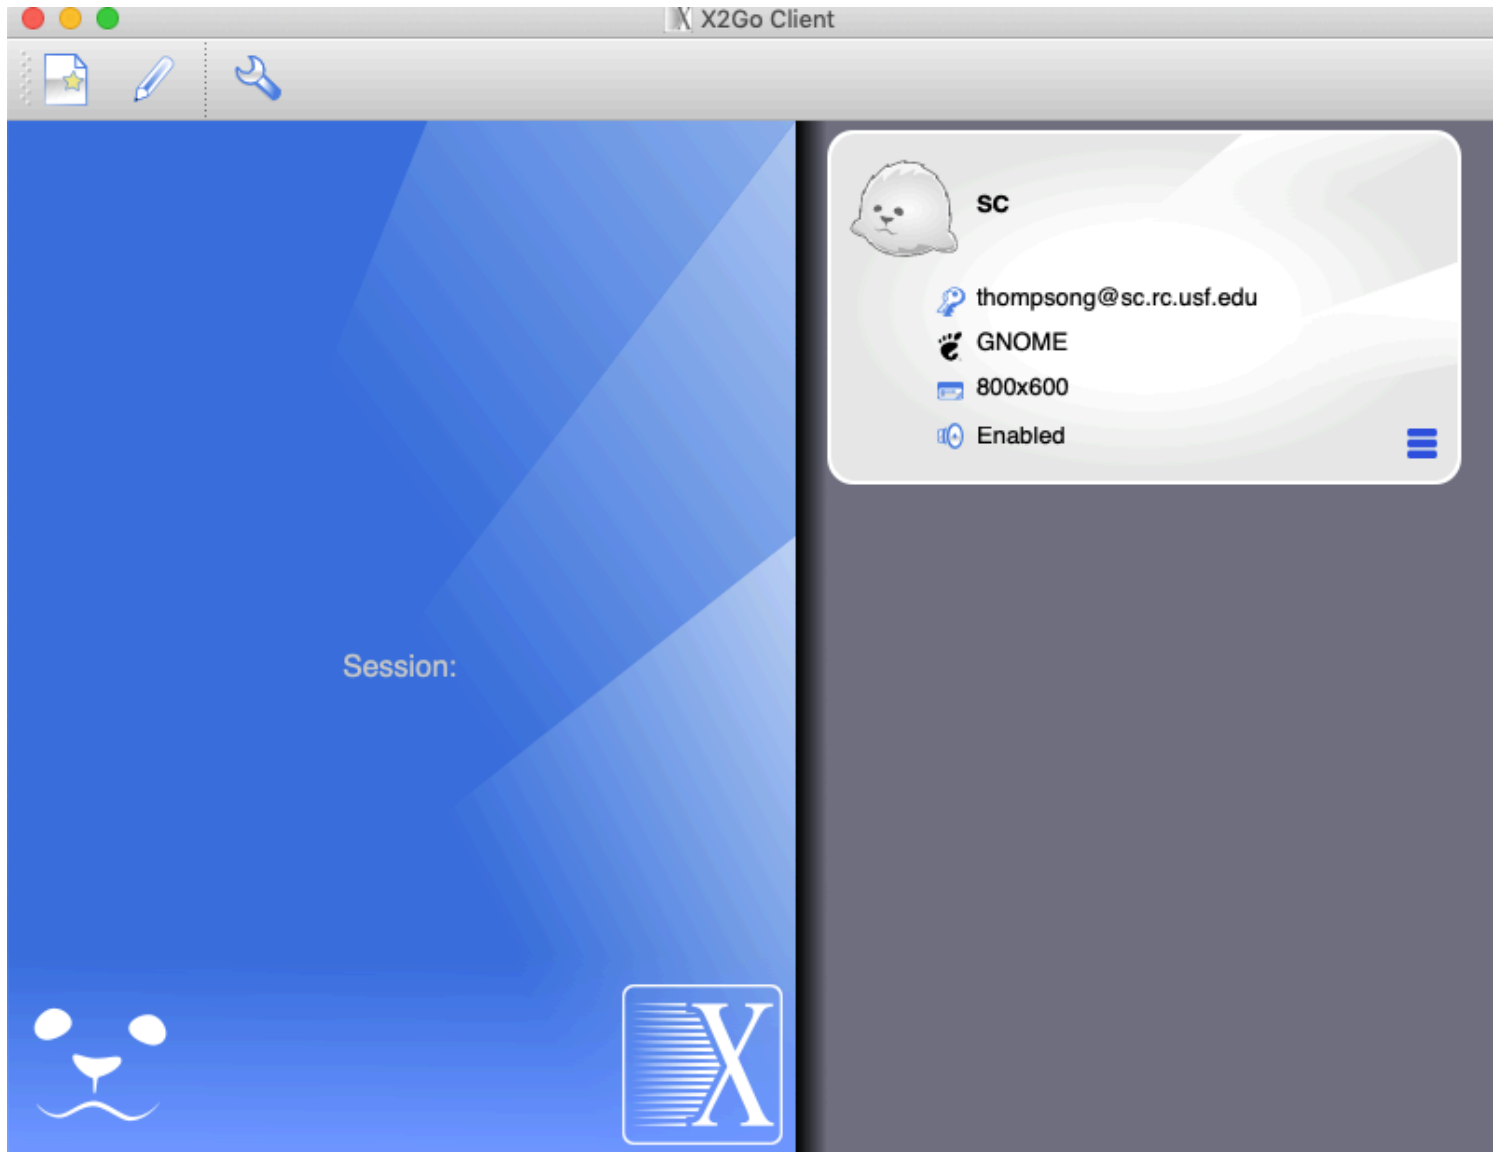 X2Go Client
SC
thompsong@sc.rc.usf.edu
GNOME
800x600
Enabled
Session:
X